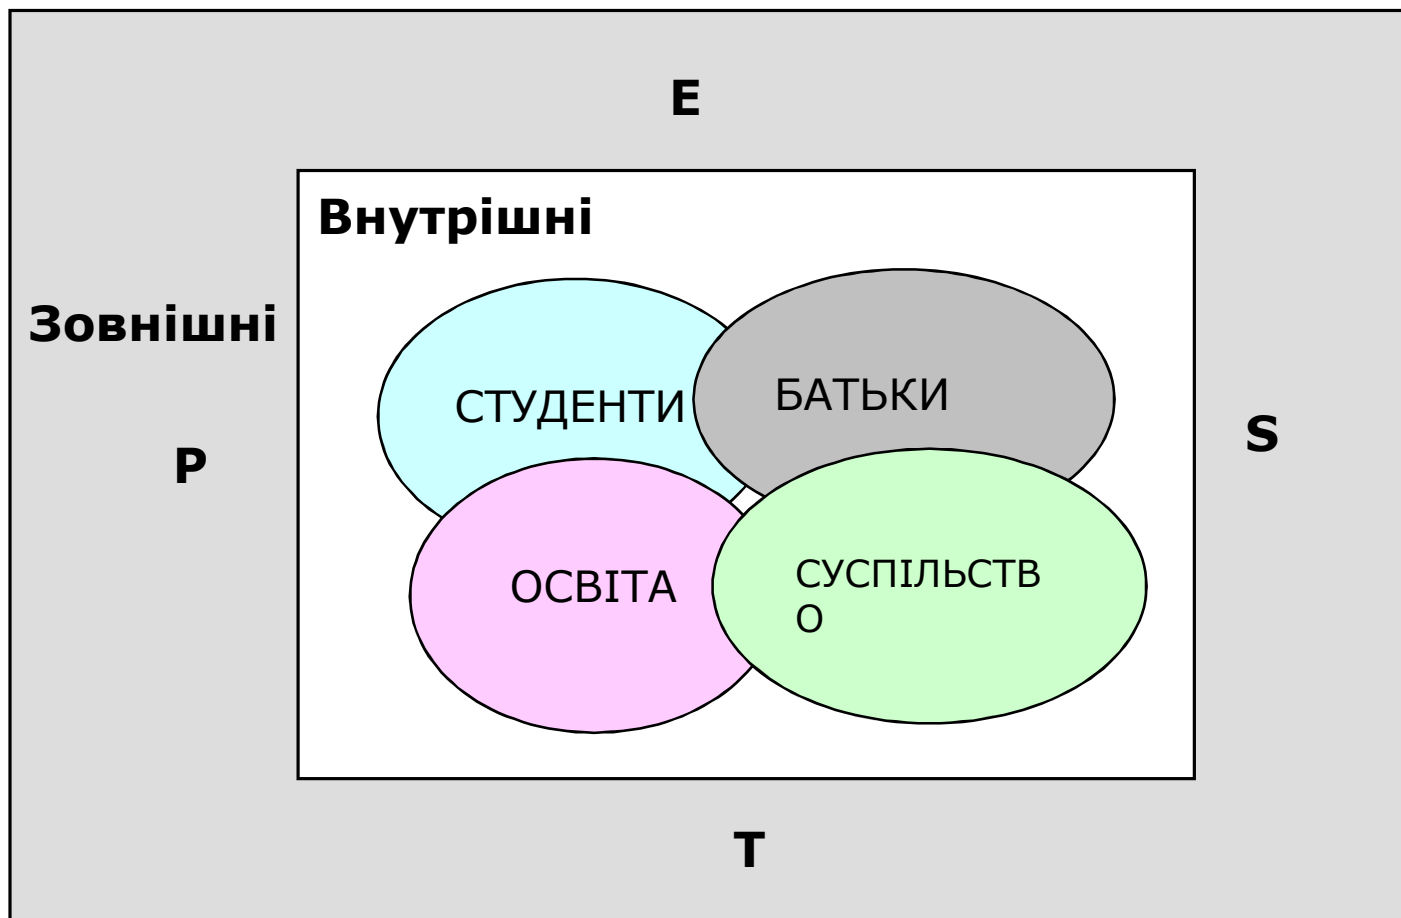 E
Внутрішні
Зовнішні
СТУДЕНТИ
БАТЬКИ
P
S
ОСВІТА
СУСПІЛЬСТВ
О
T